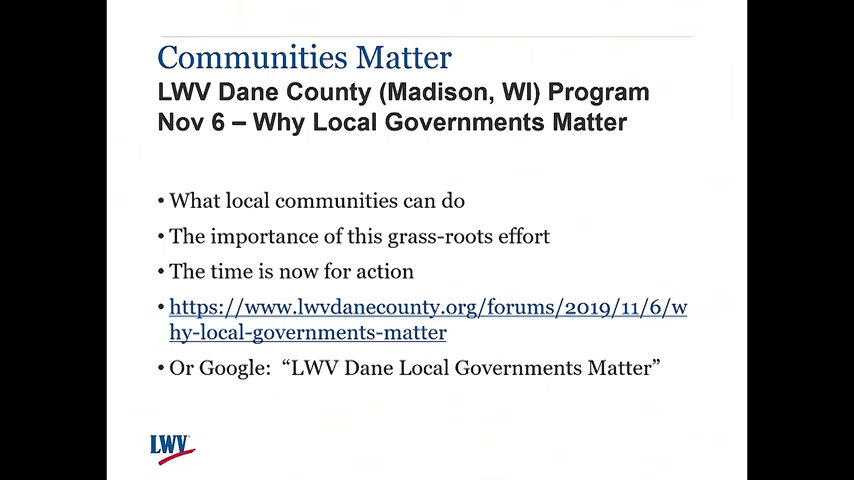 Communities Matter
LWV Dane County (Madison, WI) Program
Nov 6 – Why Local Governments Matter
• What local communities can do
• The importance of this grass-roots effort
• The time is now for action
• https://www.lwvdanecounty.org/forums/2019/11/6/w
hy-local-governments-matter
• Or Google:  “LWV Dane Local Governments Matter”
LWV